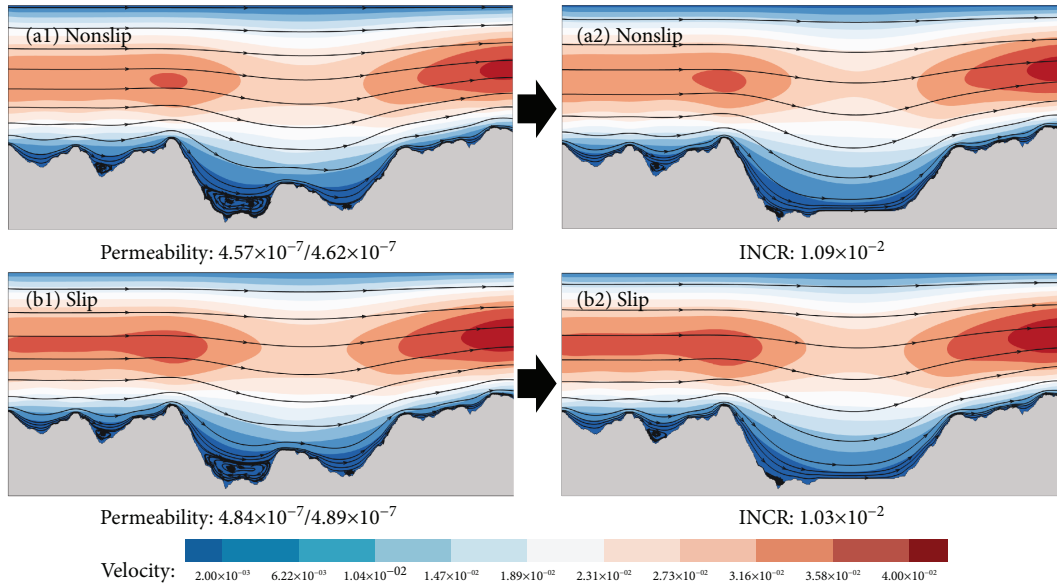 (a1) Nonslip
(a2) Nonslip
Permeability: 4.57×10⁻⁷/4.62×10⁻⁷
INCR: 1.09×10⁻²
(b1) Slip
(b2) Slip
Permeability: 4.84×10⁻⁷/4.89×10⁻⁷
INCR: 1.03×10⁻²
Velocity: 2.00×10⁻⁰³ 6.22×10⁻⁰³ 1.04×10⁻⁰² 1.47×10⁻⁰² 1.89×10⁻⁰² 2.31×10⁻⁰² 2.73×10⁻⁰² 3.16×10⁻⁰² 3.58×10⁻⁰² 4.00×10⁻⁰²